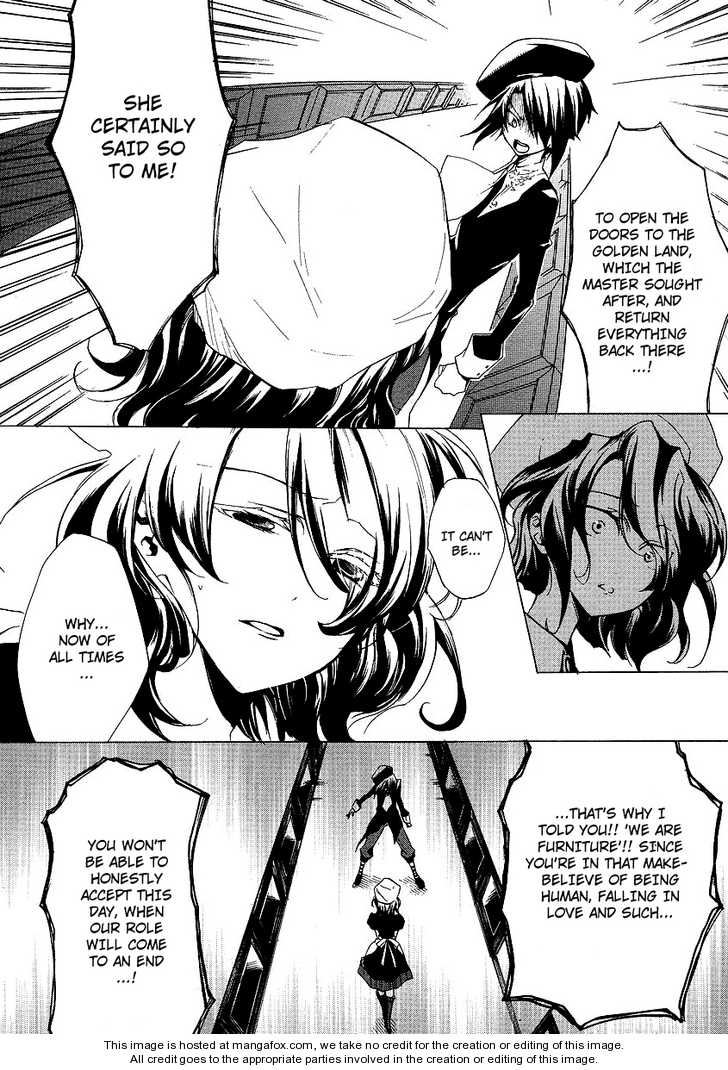 TO OPEN THE
DOORS TO THE
GOLDEN LAND,
WHICH THE
MASTER SOUGHT
AFTER, AND
RETURN
EVERYTHING
BACK THERE
...!
SHE
CERTAINLY
SAID SO
TO ME!
IT CAN'T
BE...
WHY...
NOW OF
ALL TIMES
...
...THAT'S WHY I
TOLD YOU!! 'WE ARE
FURNITURE'!! SINCE
YOU'RE IN THAT MAKE-
BELIEVE OF BEING
HUMAN, FALLING IN
LOVE AND SUCH...
YOU WON'T
BE ABLE TO
HONESTLY
ACCEPT THIS
DAY, WHEN
OUR ROLE
WILL COME
TO AN END
...!
This image is hosted at mangafox.com, we take no credit for the creation or editing of this image.
All credit goes to the appropriate parties involved in the creation or editing of this image.